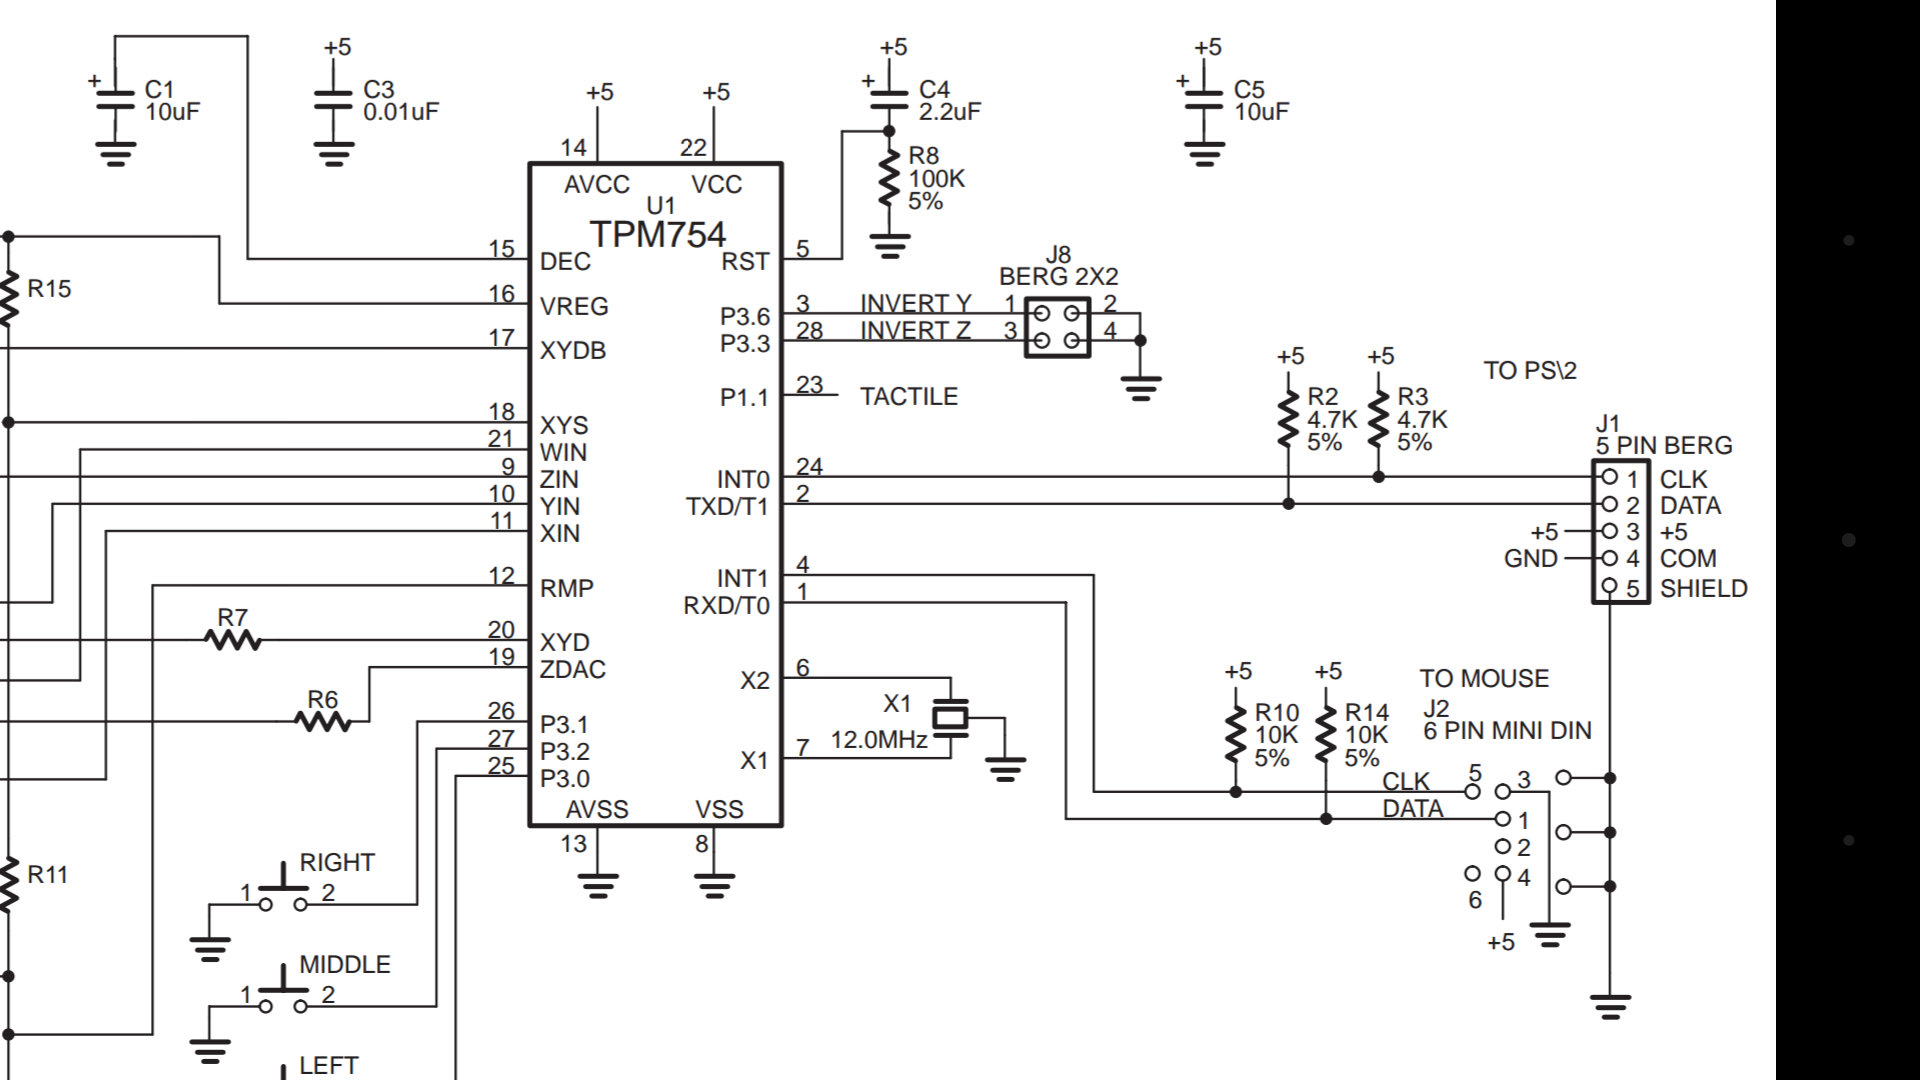 +
C1
10uF
+5
C3
0.01uF
+5
+5
+5
+
C4
2.2uF
+5
+
C5
10uF
14
22
AVCC
VCC
U1
TPM754
R8
100K
5%
R15
15
DEC
RST
5
16
VREG
17
XYDB
J8
BERG 2X2
P3.6
3
INVERT Y
1
2
P3.3
28
INVERT Z
3
4
P1.1
23
TACTILE
18
XYS
21
WIN
9
ZIN
10
YIN
11
XIN
12
RMP
INT0
24
TXD/T1
2
+5
R2
4.7K
5%
+5
R3
4.7K
5%
TO PS\2
J1
5 PIN BERG
1 CLK
2 DATA
+5 3 +5
GND 4 COM
5 SHIELD
INT1
4
RXD/T0
1
R7
20
XYD
19
ZDAC
R6
26
P3.1
27
P3.2
25
P3.0
X2
6
X1
12.0MHz
X1
7
AVSS
VSS
13
8
+5
R10
10K
5%
+5
R14
10K
5%
TO MOUSE
J2
6 PIN MINI DIN
CLK
5
3
DATA
1
2
4
6
+5
R11
RIGHT
1
2
MIDDLE
1
2
LEFT